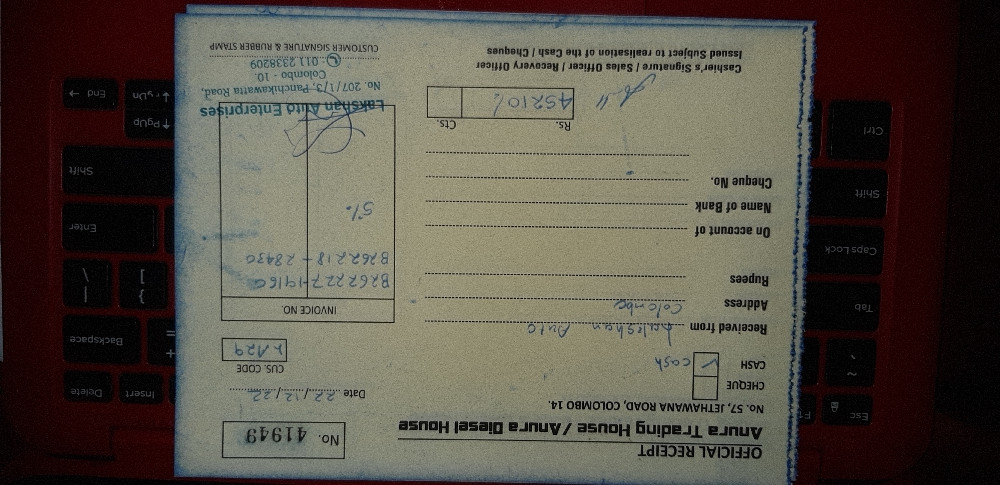 OFFICIAL RECEIPT
Anura Trading House / Anura Diesel House
No. 57, JETHAWANA ROAD, COLOMBO 14.
No. 41949
CHEQUE
CASH ✓ cash
Date 22 / 12 / 22
CUS. CODE
LA29
Received from Lakshan Auto
Address Colombo
Rupees
On account of
Name of Bank
Cheque No.
INVOICE NO.
B262227-19160
B262218 - 28430
5%
Rs. Cts.
45210/
Cashier's Signature / Sales Officer / Recovery Officer
Issued Subject to realisation of the Cash / Cheques
Lakshan Auto Enterprises
No. 207/1/3, Panchikawatta Road,
Colombo - 10.
011 2338209
CUSTOMER SIGNATURE & RUBBER STAMP
Esc
~
`
Tab
Caps Lock
Shift
Ctrl
Insert
Delete
+
=
Backspace
}
]
|
\
Enter
Shift
PgUp
PgDn
End